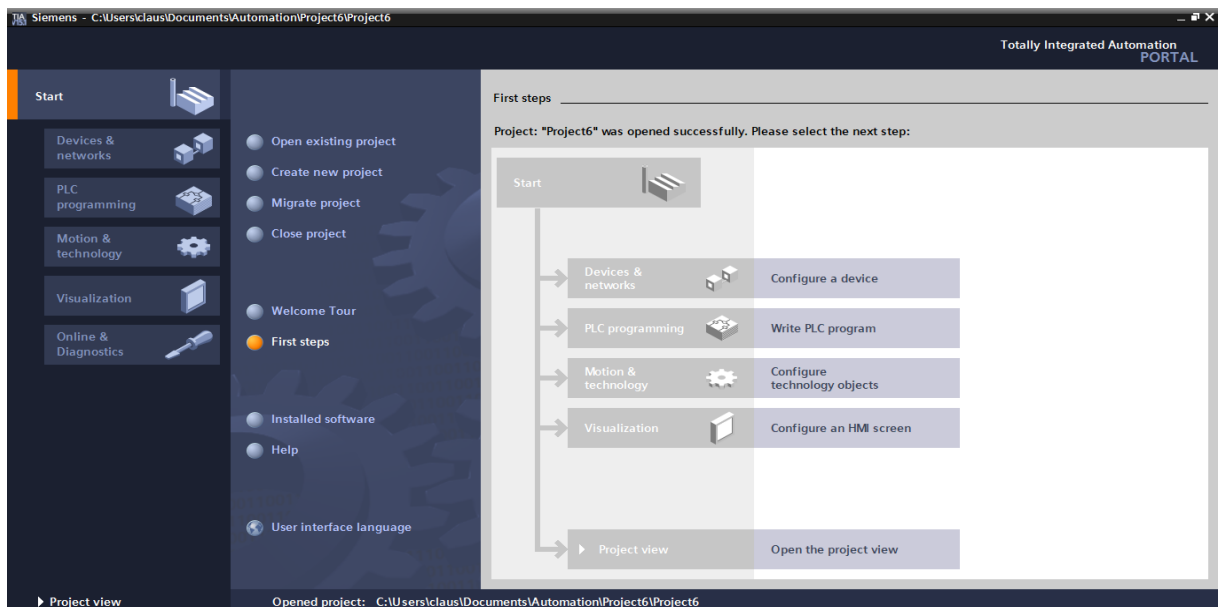 Siemens - C:\Users\claus\Documents\Automation\Project6\Project6
Totally Integrated Automation
PORTAL
Start
Devices &
networks
PLC
programming
Motion &
technology
Visualization
Online &
Diagnostics
Project view
Open existing project
Create new project
Migrate project
Close project
Welcome Tour
First steps
Installed software
Help
User interface language
First steps
Project: "Project6" was opened successfully. Please select the next step:
Start
Devices &
networks
Configure a device
PLC programming
Write PLC program
Motion &
technology
Configure
technology objects
Visualization
Configure an HMI screen
Project view
Open the project view
Opened project: C:\Users\claus\Documents\Automation\Project6\Project6